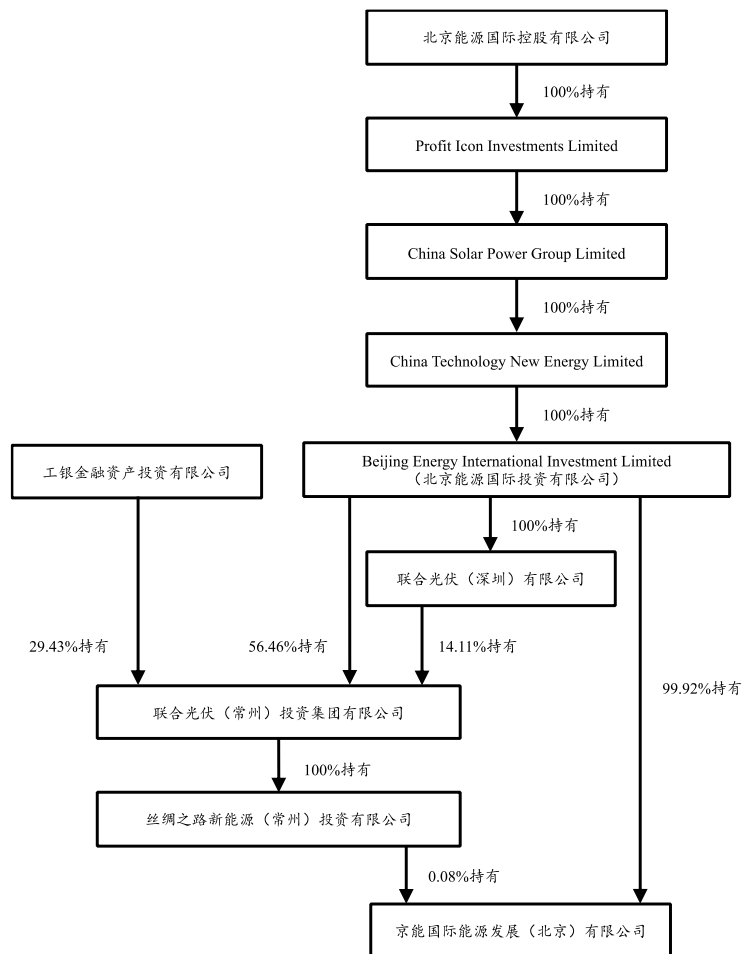 北京能源国际控股有限公司
100%持有
Profit Icon Investments Limited
100%持有
China Solar Power Group Limited
100%持有
China Technology New Energy Limited
100%持有
工银金融资产投资有限公司
Beijing Energy International Investment Limited
（北京能源国际投资有限公司）
100%持有
联合光伏（深圳）有限公司
29.43%持有
56.46%持有
14.11%持有
99.92%持有
联合光伏（常州）投资集团有限公司
100%持有
丝绸之路新能源（常州）投资有限公司
0.08%持有
京能国际能源发展（北京）有限公司